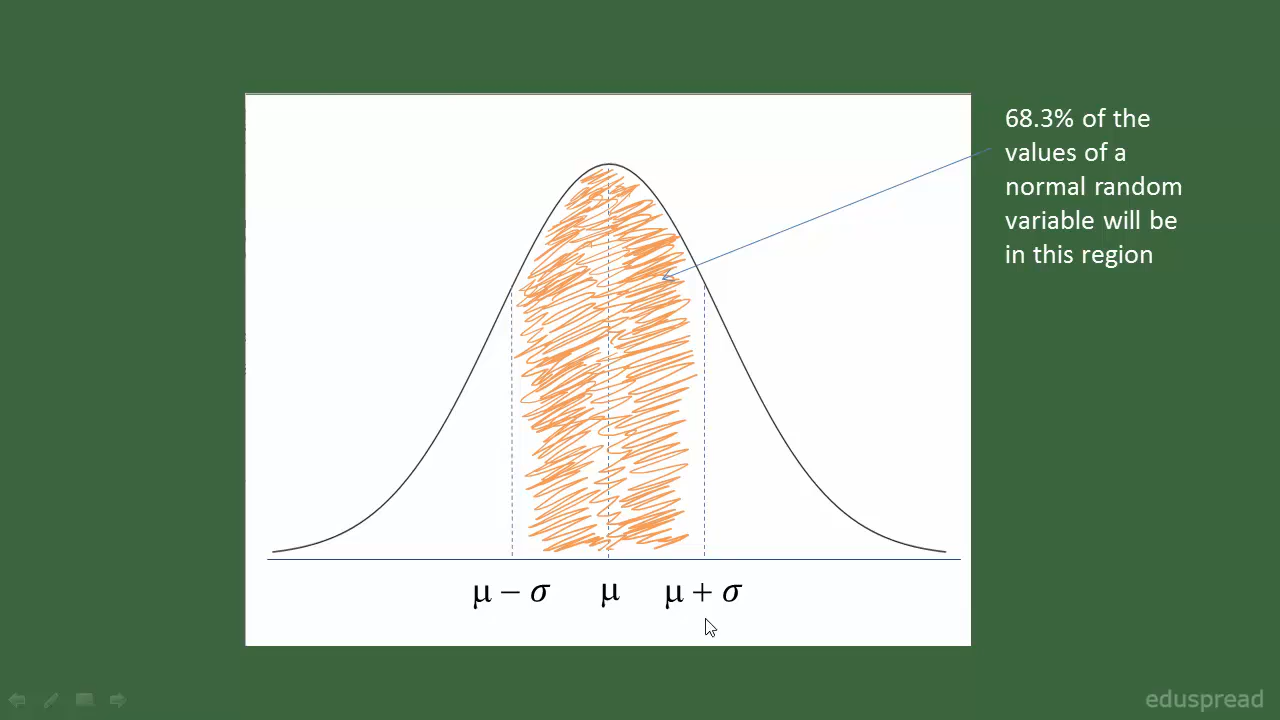 68.3% of the
values of a
normal random
variable will be
in this region
μ − σ μ μ + σ
eduspread